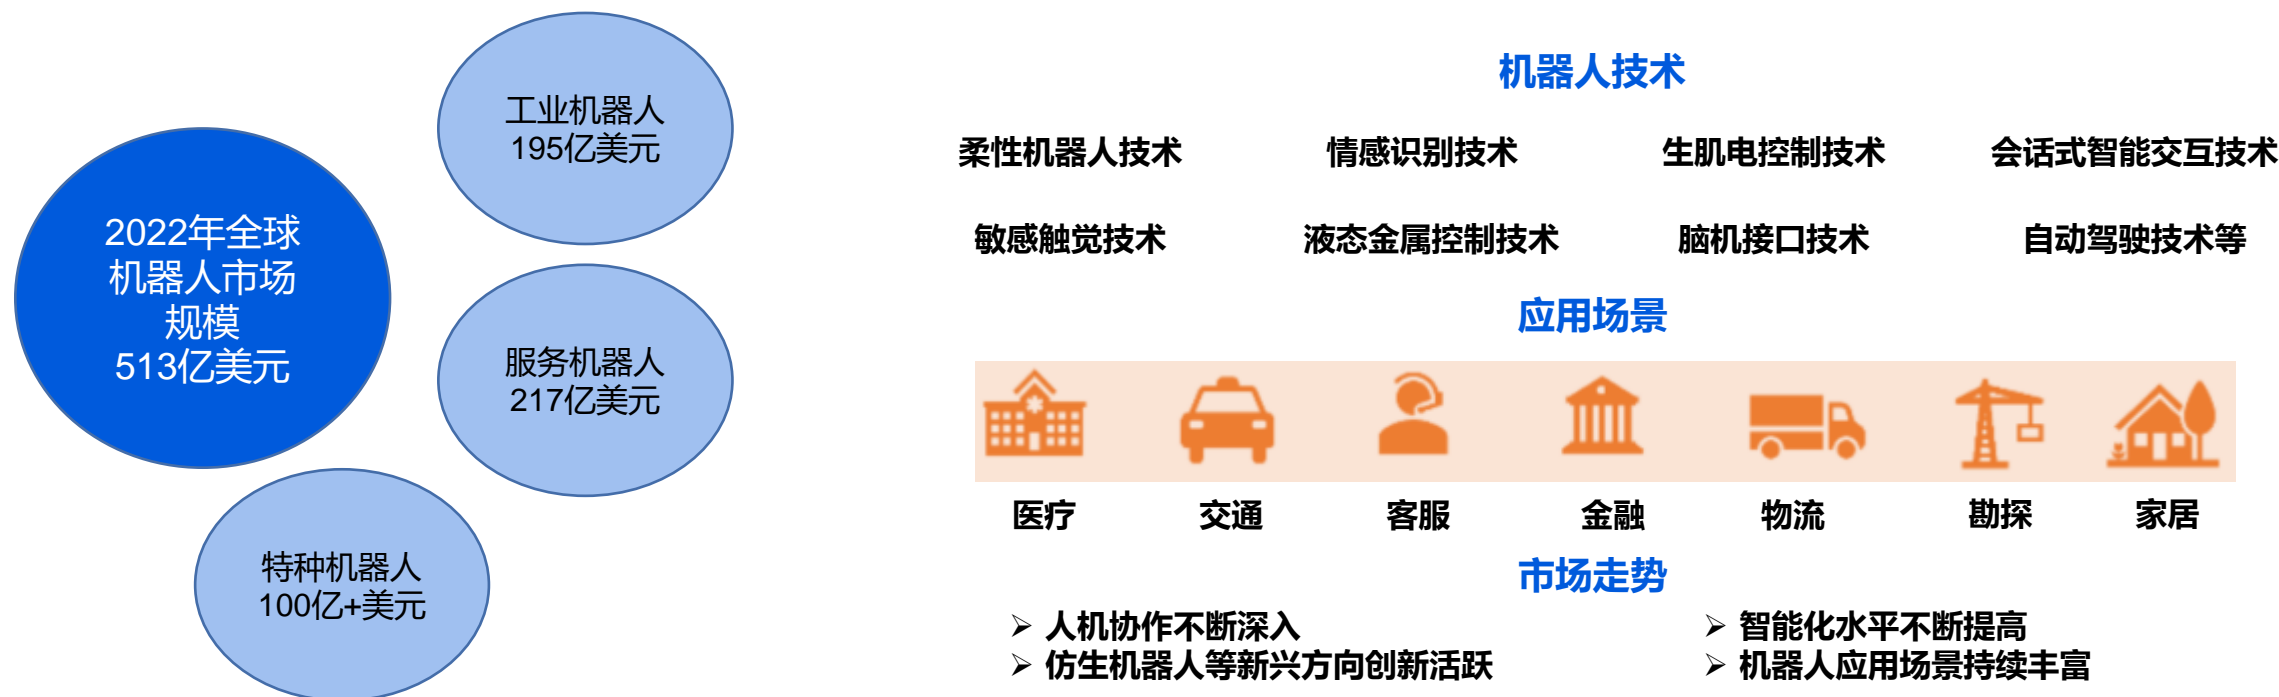 2022年全球
机器人市场
规模
513亿美元
工业机器人
195亿美元
服务机器人
217亿美元
特种机器人
100亿+美元
机器人技术
柔性机器人技术 情感识别技术 生肌电控制技术 会话式智能交互技术
敏感触觉技术 液态金属控制技术 脑机接口技术 自动驾驶技术等
应用场景
医疗 交通 客服 金融 物流 勘探 家居
市场走势
➢ 人机协作不断深入
➢ 仿生机器人等新兴方向创新活跃
➢ 智能化水平不断提高
➢ 机器人应用场景持续丰富